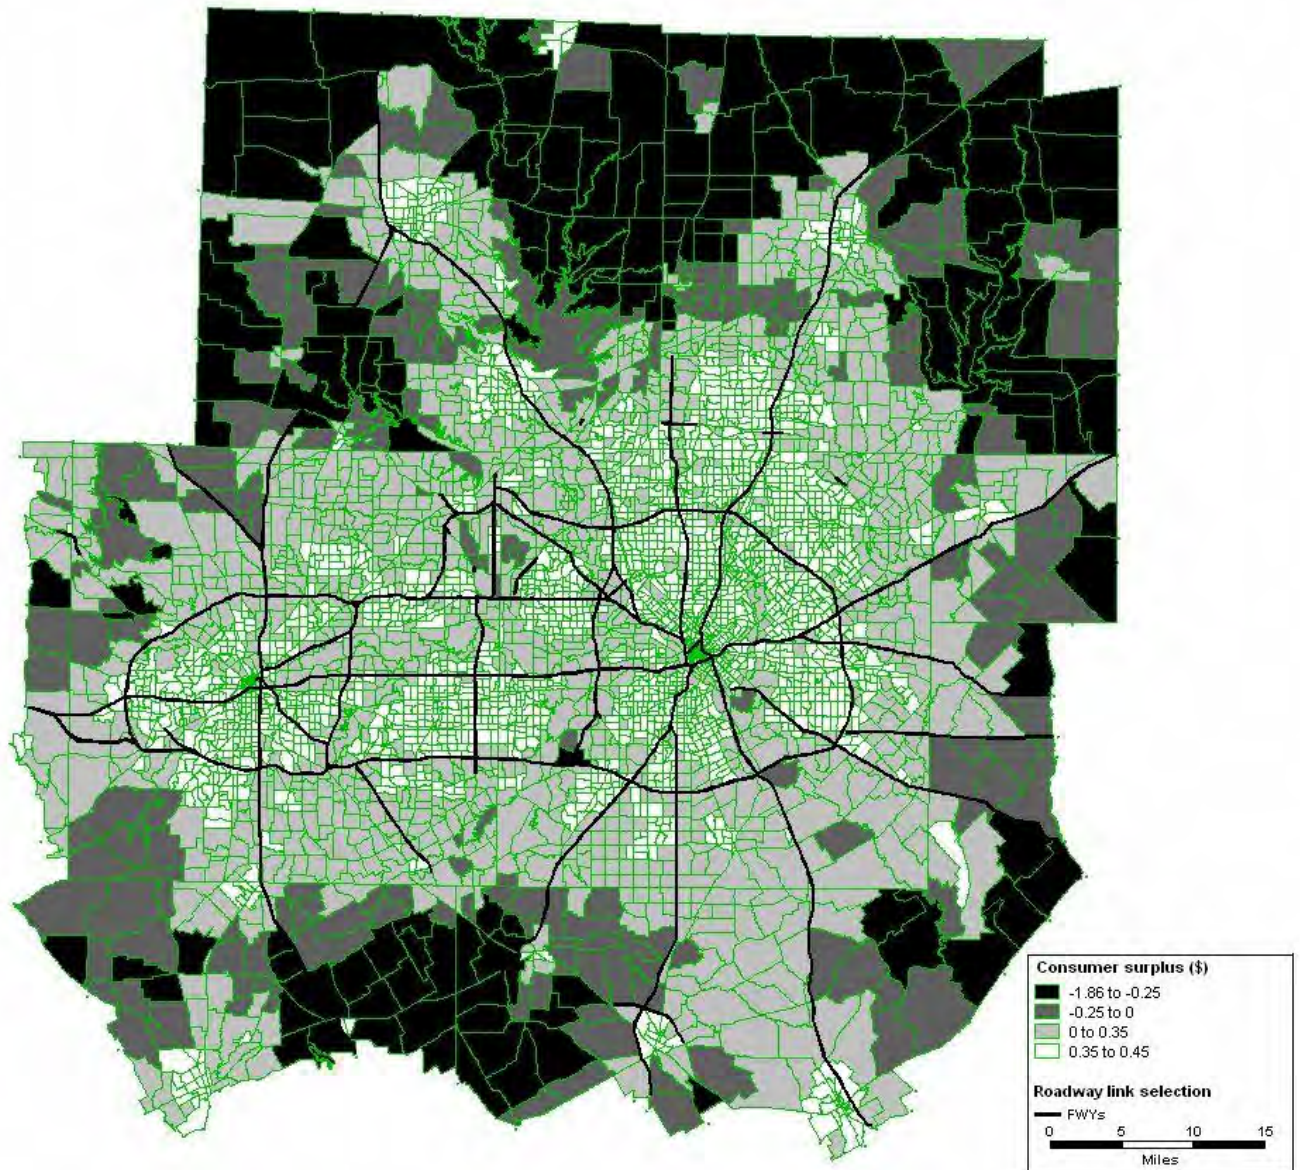 Consumer surplus ($)
-1.86 to -0.25
-0.25 to 0
0 to 0.35
0.35 to 0.45
Roadway link selection
FWYs
0 5 10 15
Miles